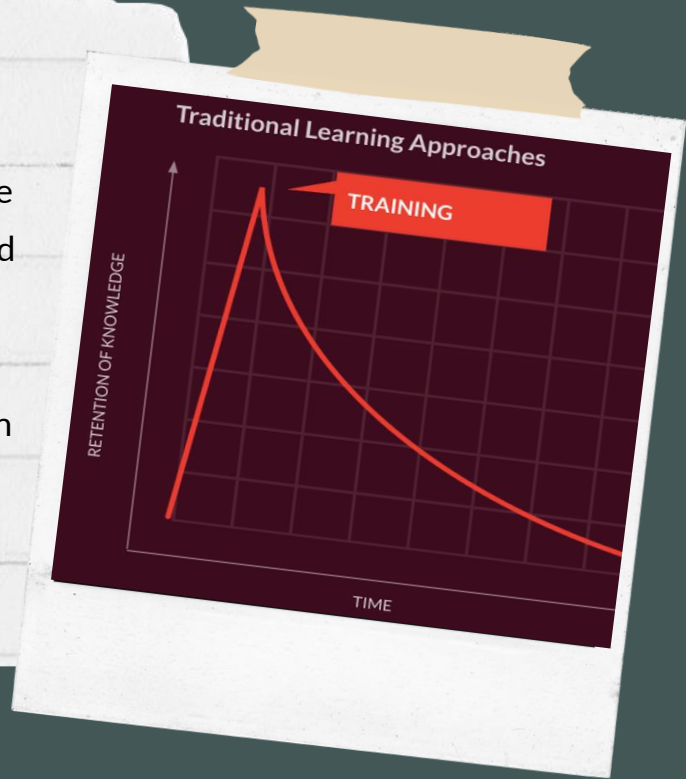 e
d
n
Traditional Learning Approaches
TRAINING
RETENTION OF KNOWLEDGE
TIME